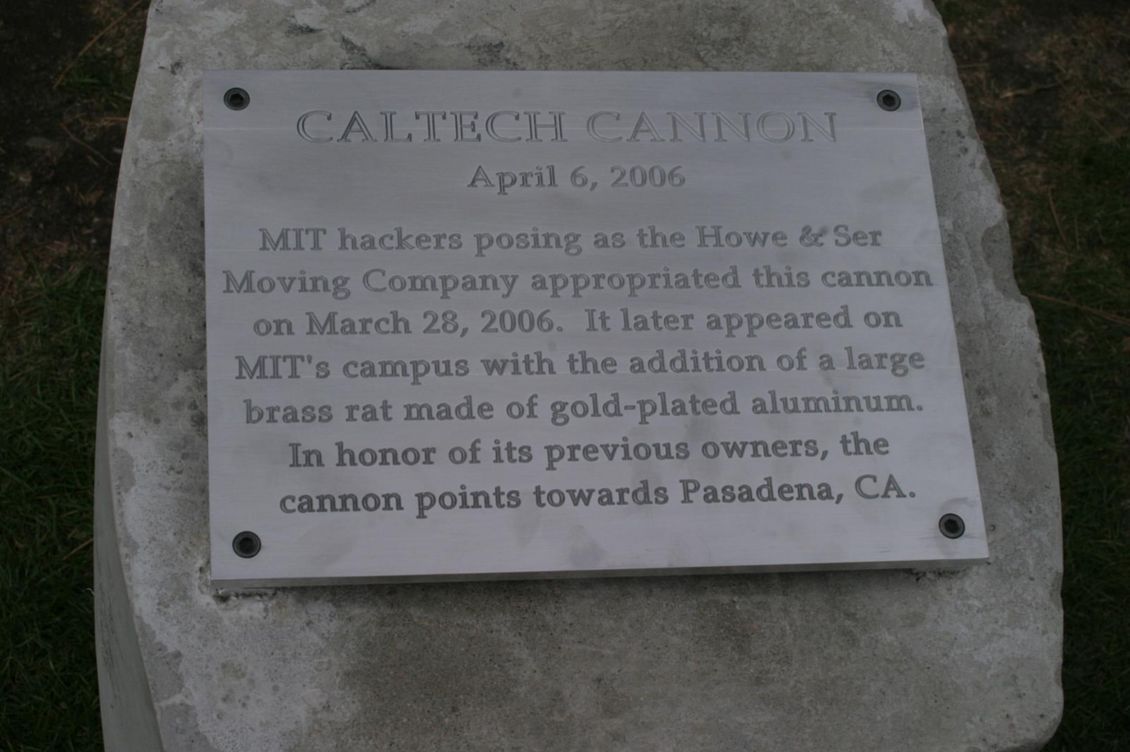 CALTECH CANNON
April 6, 2006
MIT hackers posing as the Howe & Ser
Moving Company appropriated this cannon
on March 28, 2006. It later appeared on
MIT's campus with the addition of a large
brass rat made of gold-plated aluminum.
In honor of its previous owners, the
cannon points towards Pasadena, CA.